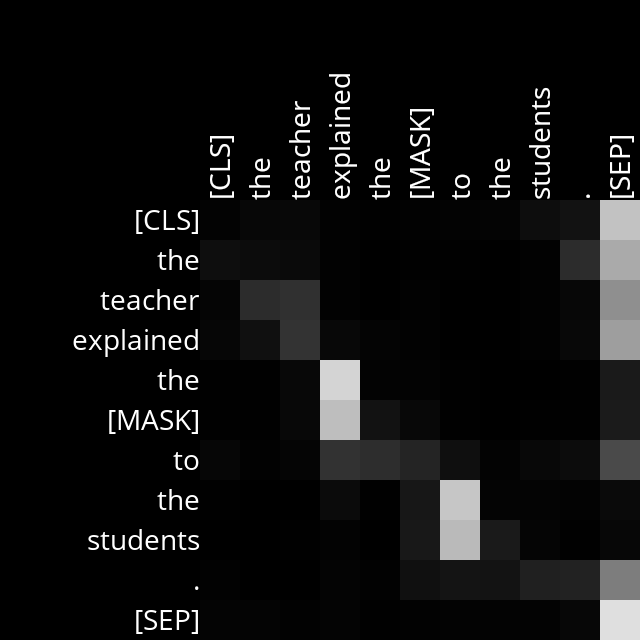 [CLS] the teacher explained the [MASK] to the students . [SEP]
[CLS]
the
teacher
explained
the
[MASK]
to
the
students
.
[SEP]